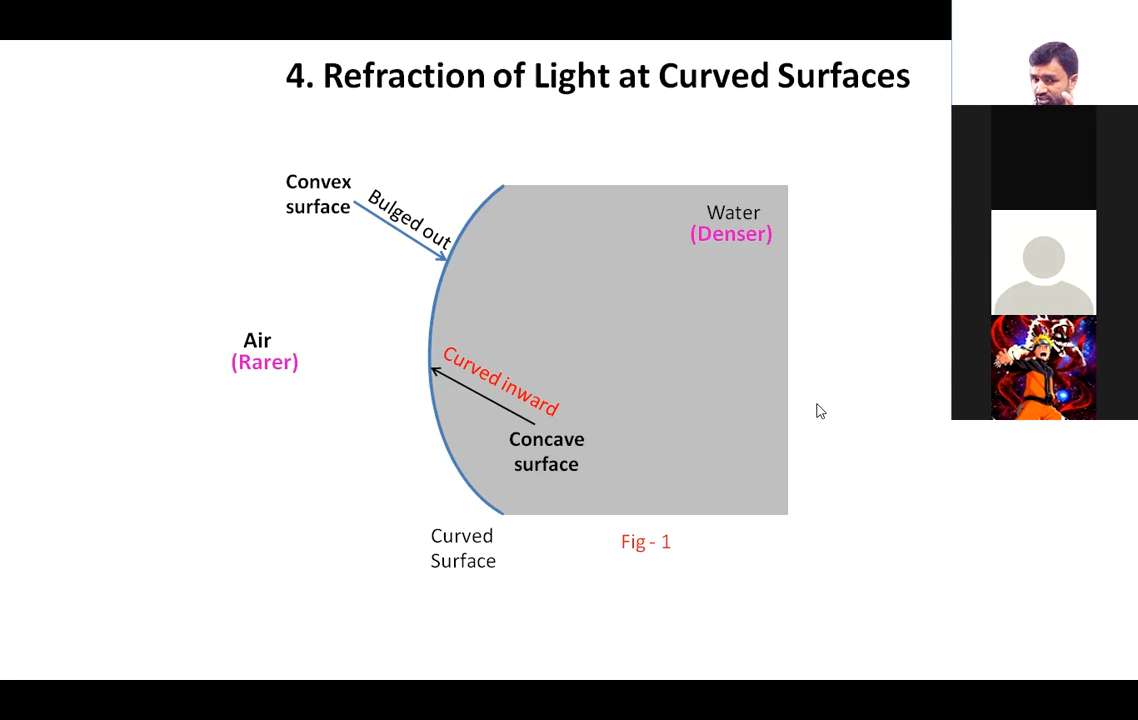 4. Refraction of Light at Curved Surfaces
Convex
surface
Bulged out
Water
(Denser)
Air
(Rarer)
Curved inward
Concave
surface
Curved
Surface
Fig - 1